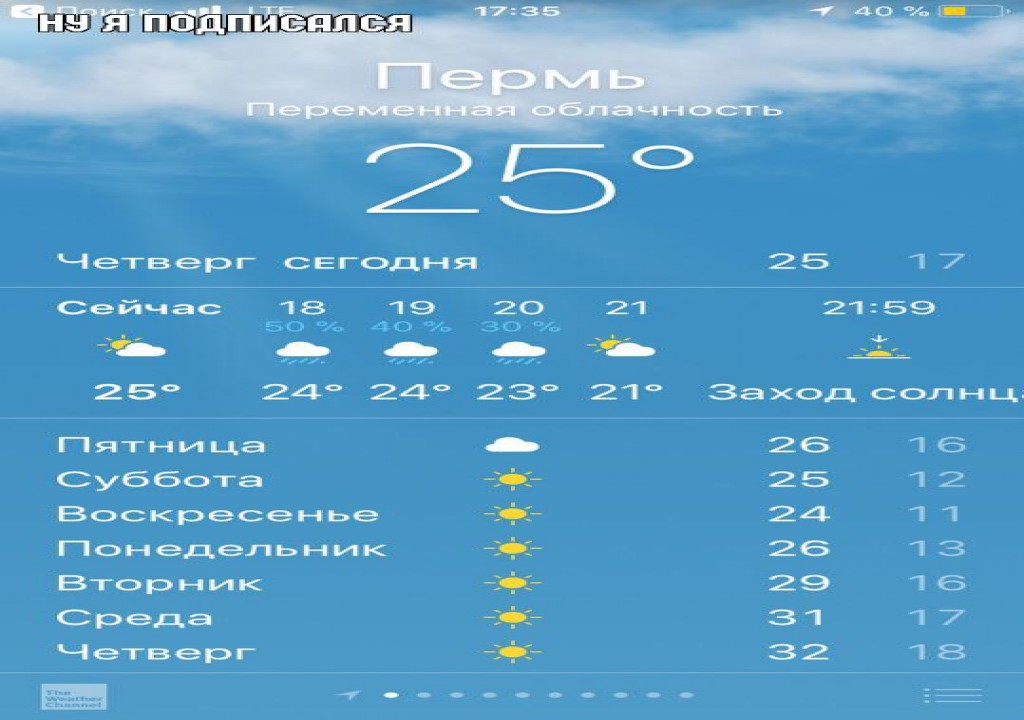 Поиск LTE 17:35 40 %
НУ Я ПОДПИСАЛСЯ
Пермь
Переменная облачность
25°
Четверг СЕГОДНЯ 25 17
Сейчас 18 19 20 21 21:59
50 % 40 % 30 %
25° 24° 24° 23° 21° Заход солнца
Пятница 26 16
Суббота 25 12
Воскресенье 24 11
Понедельник 26 13
Вторник 29 16
Среда 31 17
Четверг 32 18
The
Weather
Channel